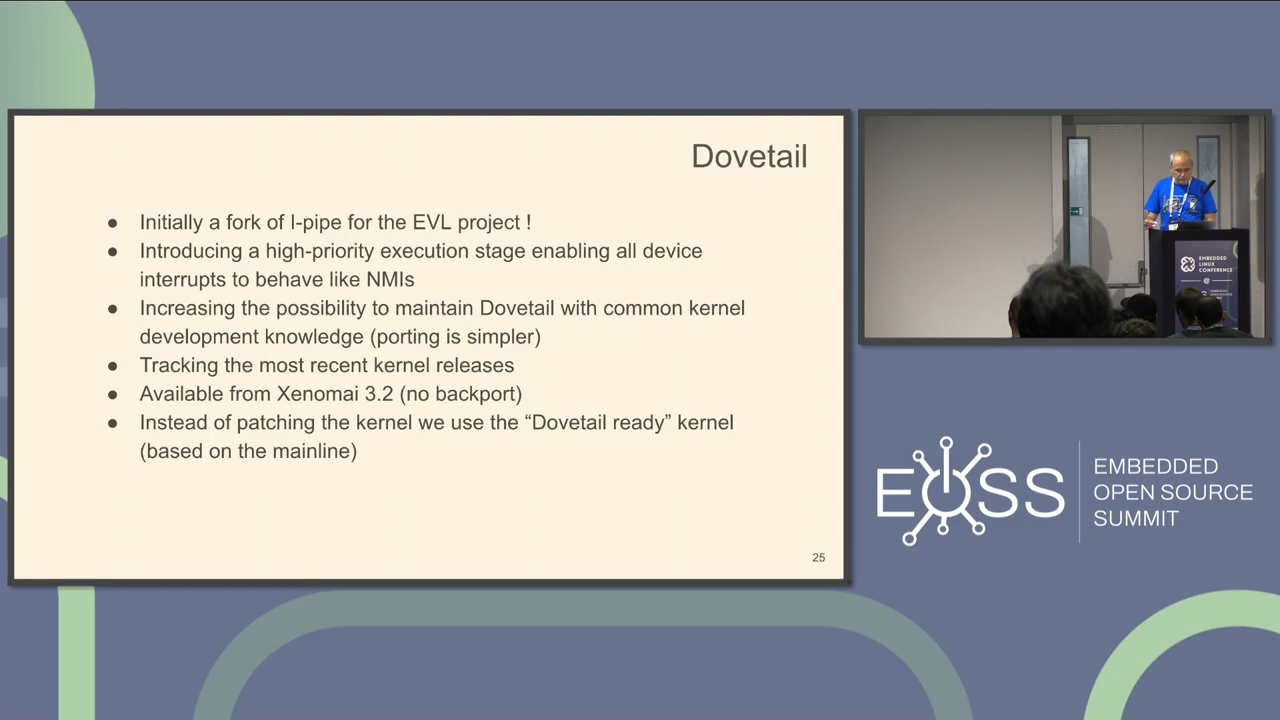 Dovetail
● Initially a fork of I-pipe for the EVL project !
● Introducing a high-priority execution stage enabling all device
interrupts to behave like NMIs
● Increasing the possibility to maintain Dovetail with common kernel
development knowledge (porting is simpler)
● Tracking the most recent kernel releases
● Available from Xenomai 3.2 (no backport)
● Instead of patching the kernel we use the “Dovetail ready” kernel
(based on the mainline)
25
EMBEDDED
LINUX
CONFERENCE
EOSS
EMBEDDED
OPEN SOURCE
SUMMIT